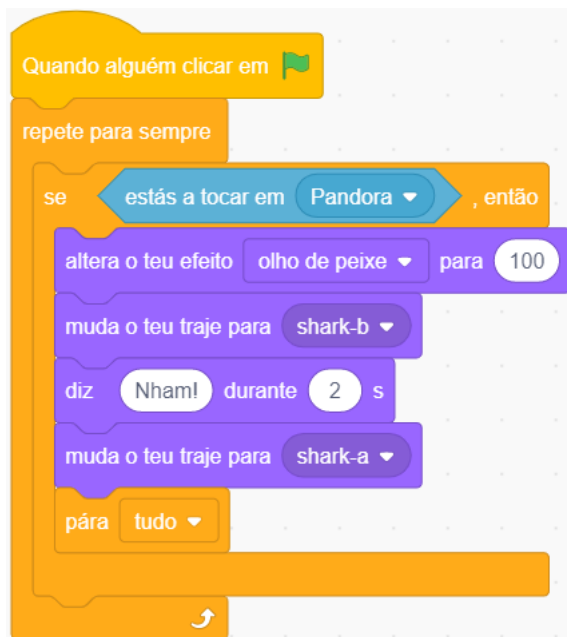 Quando alguém clicar em
repete para sempre
se estás a tocar em Pandora , então
altera o teu efeito olho de peixe para 100
muda o teu traje para shark-b
diz Nham! durante 2 s
muda o teu traje para shark-a
pára tudo